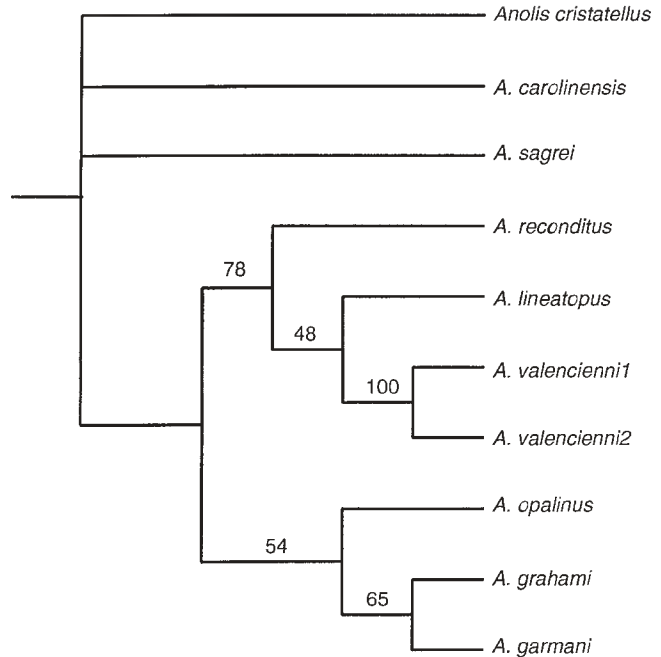 Anolis cristatellus
A. carolinensis
A. sagrei
A. reconditus
78
A. lineatopus
48
A. valencienni1
100
A. valencienni2
A. opalinus
54
A. grahami
65
A. garmani